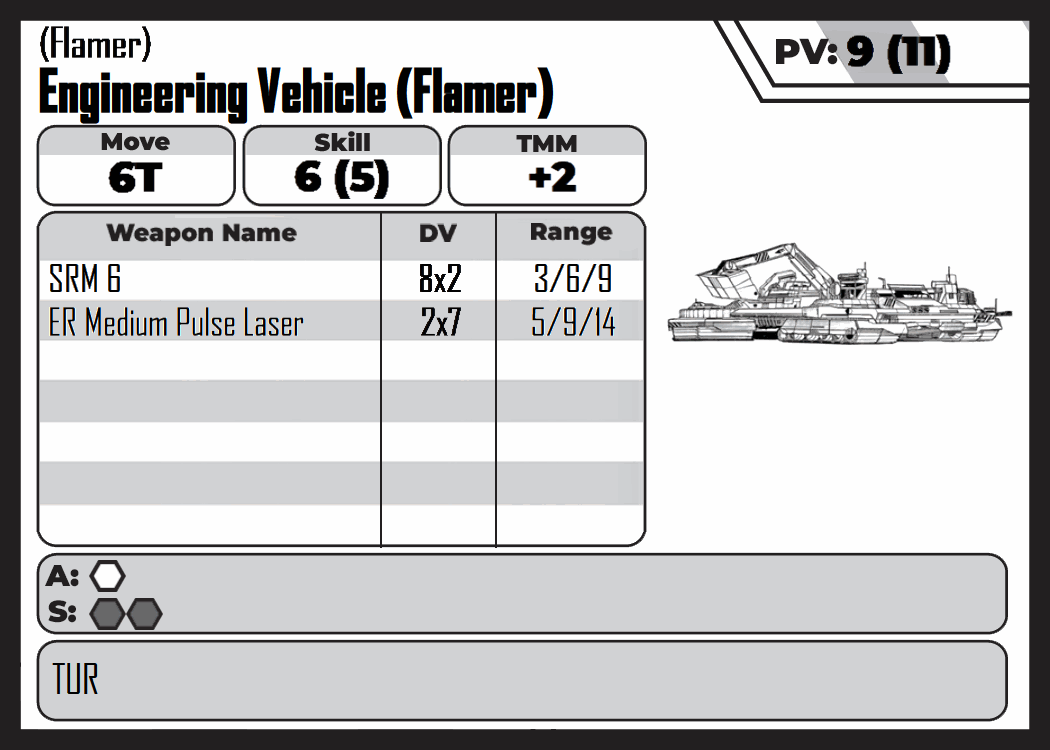 (Flamer)
PV: 9 (11)
Engineering Vehicle (Flamer)
Move Skill TMM
6T 6 (5) +2
Weapon Name DV Range
SRM 6 8x2 3/6/9
ER Medium Pulse Laser 2x7 5/9/14
A:
S:
TUR